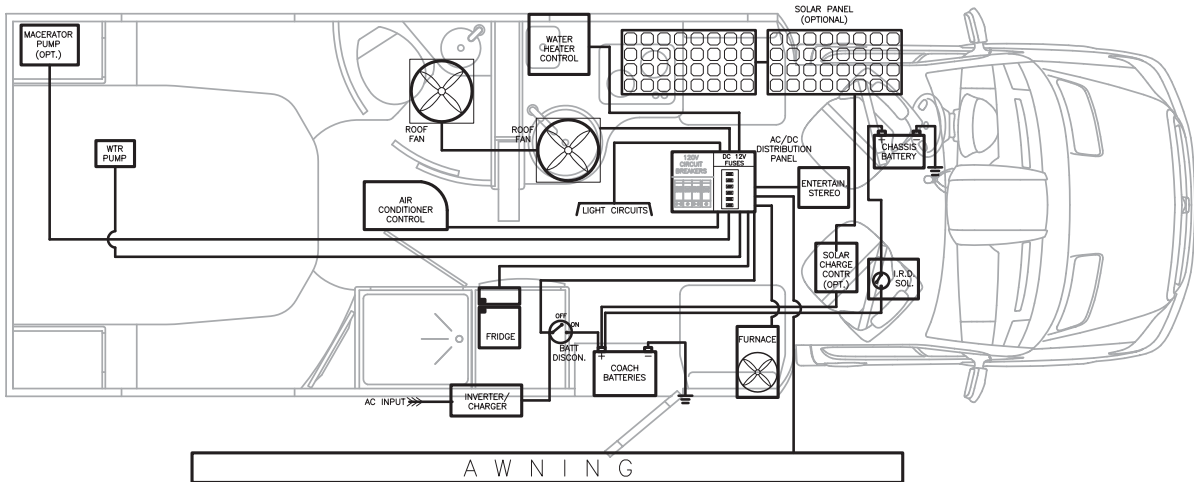 SOLAR PANEL
(OPTIONAL)
MACERATOR
PUMP
(OPT.)
WATER
HEATER
CONTROL
ROOF
FAN
ROOF
FAN
WTR
PUMP
AC/DC
DISTRIBUTION
PANEL
120V
CIRCUIT
BREAKERS
DC 12V
FUSES
+ −
CHASSIS
BATTERY
ENTERTAIN.
STEREO
AIR
CONDITIONER
CONTROL
LIGHT CIRCUITS
SOLAR
CHARGE
CONTR
(OPT.)
I.R.D.
SOL.
FRIDGE
OFF
ON
BATT
DISCON.
FURNACE
+ −
COACH
BATTERIES
AC INPUT
INVERTER/
CHARGER
AWNING